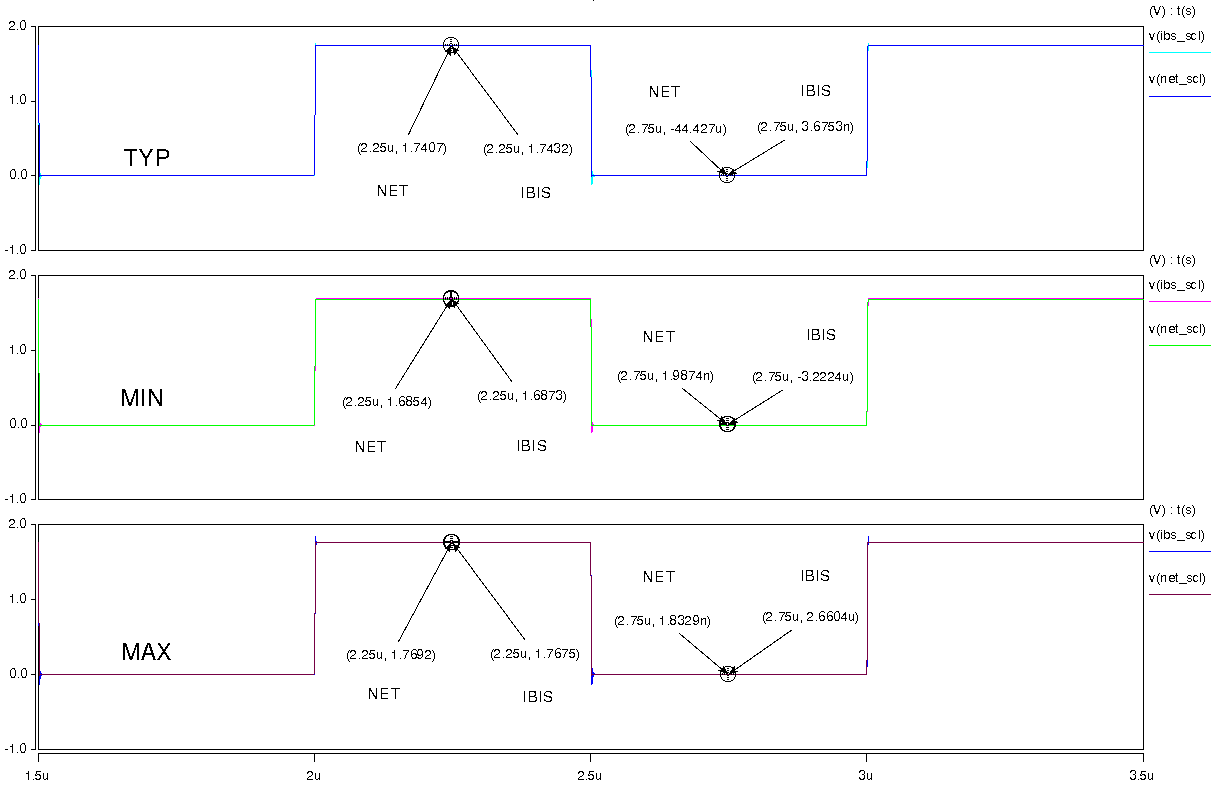 (V) : t(s)
2.0
v(ibs_scl)
v(net_scl)
NET IBIS
1.0
(2.75u, -44.427u) (2.75u, 3.6753n)
(2.25u, 1.7407) (2.25u, 1.7432)
TYP
0.0
NET IBIS
-1.0
(V) : t(s)
2.0
v(ibs_scl)
v(net_scl)
NET IBIS
1.0
(2.75u, 1.9874n) (2.75u, -3.2224u)
MIN
(2.25u, 1.6854) (2.25u, 1.6873)
0.0
NET IBIS
-1.0
(V) : t(s)
2.0
v(ibs_scl)
v(net_scl)
NET IBIS
1.0
(2.75u, 1.8329n) (2.75u, 2.6604u)
MAX
(2.25u, 1.7692) (2.25u, 1.7675)
0.0
NET IBIS
-1.0
1.5u 2u 2.5u 3u 3.5u